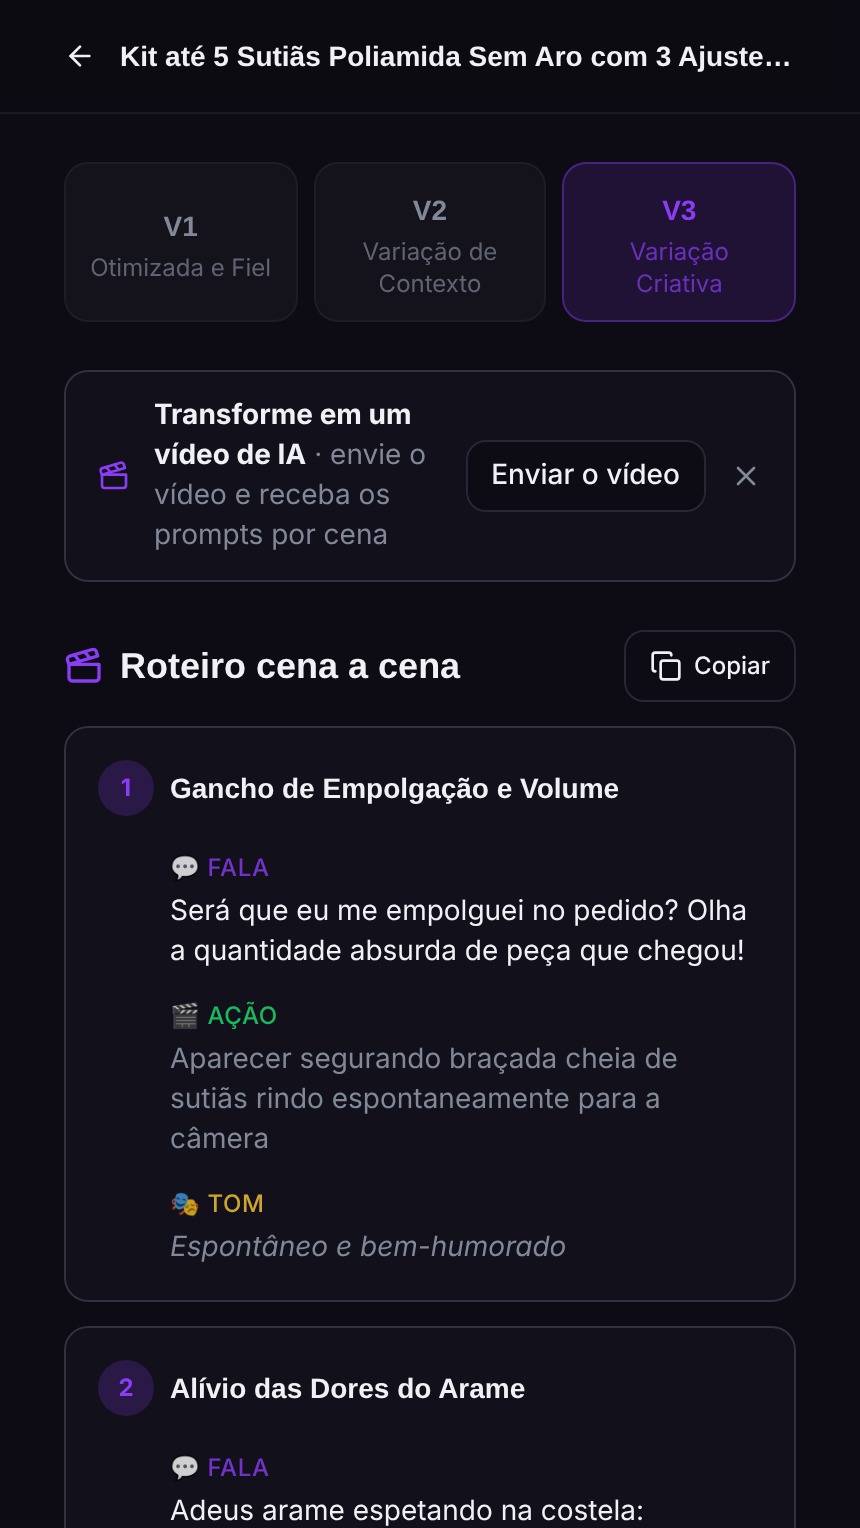 Kit até 5 Sutiãs Poliamida Sem Aro com 3 Ajuste...
V1
Otimizada e Fiel
V2
Variação de
Contexto
V3
Variação
Criativa
Transforme em um
vídeo de IA · envie o
vídeo e receba os
prompts por cena
Enviar o vídeo
Roteiro cena a cena
Copiar
1
Gancho de Empolgação e Volume
💬 FALA
Será que eu me empolguei no pedido? Olha
a quantidade absurda de peça que chegou!
🎬 AÇÃO
Aparecer segurando braçada cheia de
sutiãs rindo espontaneamente para a
câmera
🎭 TOM
Espontâneo e bem-humorado
2
Alívio das Dores do Arame
💬 FALA
Adeus arame espetando na costela: